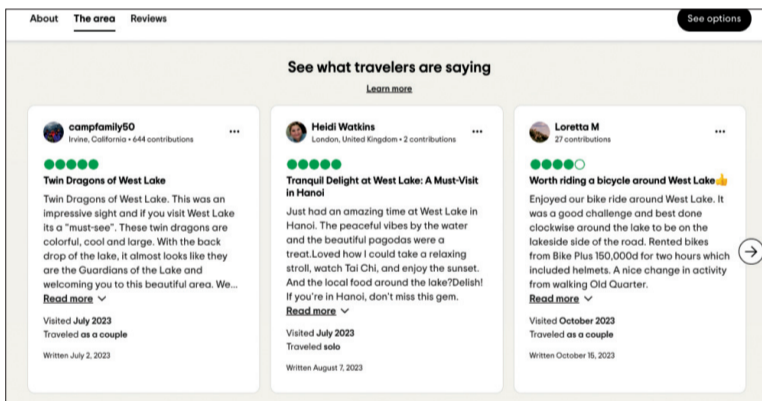 About The area Reviews See options
See what travelers are saying
Learn more
campfamily50
Irvine, California • 644 contributions
Twin Dragons of West Lake
Twin Dragons of West Lake. This was an
impressive sight and if you visit West Lake
its a "must-see". These twin dragons are
colorful, cool and large. With the back
drop of the lake, it almost looks like they
are the Guardians of the Lake and
welcoming you to this beautiful area. We...
Read more
Visited July 2023
Traveled as a couple
Written July 2, 2023
Heidi Watkins
London, United Kingdom • 2 contributions
Tranquil Delight at West Lake: A Must-Visit
in Hanoi
Just had an amazing time at West Lake in
Hanoi. The peaceful vibes by the water
and the beautiful pagodas were a
treat.Loved how I could take a relaxing
stroll, watch Tai Chi, and enjoy the sunset.
And the local food around the lake?Delish!
If you're in Hanoi, don't miss this gem.
Read more
Visited July 2023
Traveled solo
Written August 7, 2023
Loretta M
27 contributions
Worth riding a bicycle around West Lake👍
Enjoyed our bike ride around West Lake. It
was a good challenge and best done
clockwise around the lake to be on the
lakeside side of the road. Rented bikes
from Bike Plus 150,000d for two hours which
included helmets. A nice change in activity
from walking Old Quarter.
Read more
Visited October 2023
Traveled as a couple
Written October 15, 2023